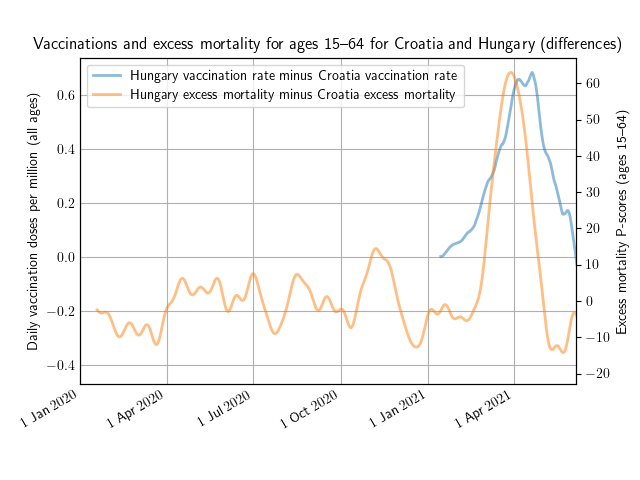 Vaccinations and excess mortality for ages 15–64 for Croatia and Hungary (differences)
Hungary vaccination rate minus Croatia vaccination rate
Hungary excess mortality minus Croatia excess mortality
Daily vaccination doses per million (all ages)
0.6
0.4
0.2
0.0
−0.2
−0.4
60
50
40
30
20
10
0
−10
−20
Excess mortality P-scores (ages 15–64)
1 Jan 2020
1 Apr 2020
1 Jul 2020
1 Oct 2020
1 Jan 2021
1 Apr 2021